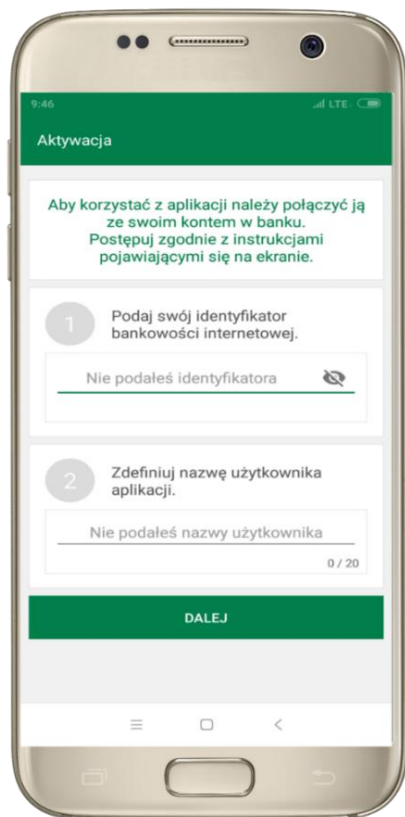 9:46 LTE
Aktywacja
Aby korzystać z aplikacji należy połączyć ją
ze swoim kontem w banku.
Postępuj zgodnie z instrukcjami
pojawiającymi się na ekranie.
1 Podaj swój identyfikator
bankowości internetowej.
Nie podałeś identyfikatora
2 Zdefiniuj nazwę użytkownika
aplikacji.
Nie podałeś nazwy użytkownika
0 / 20
DALEJ